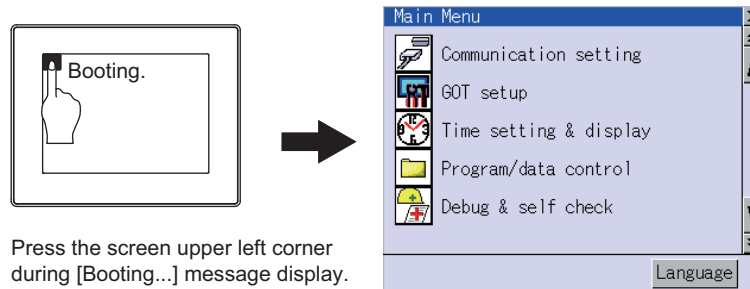 Booting.
Press the screen upper left corner
during [Booting...] message display.
Main Menu
Communication setting
GOT setup
Time setting & display
Program/data control
Debug & self check
Language